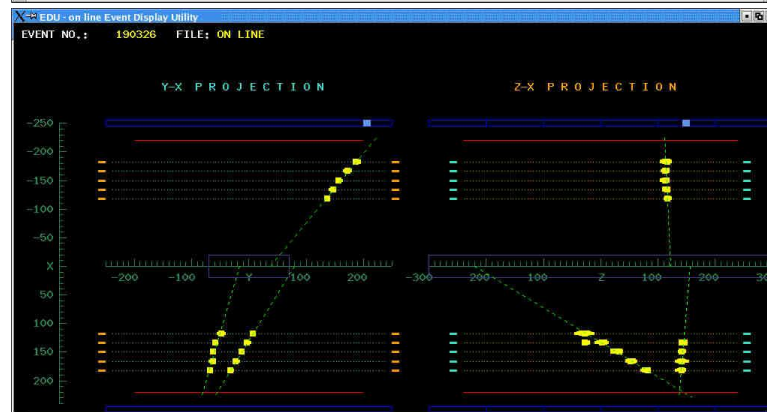 EDU - on line Event Display Utility
EVENT NO.: 190326 FILE: ON LINE
Y-X PROJECTION Z-X PROJECTION
-250
-200
-150
-100
-50
X
-200 -100 Y 100 200 -300 -200 -100 Z 100 200 300
50
100
150
200